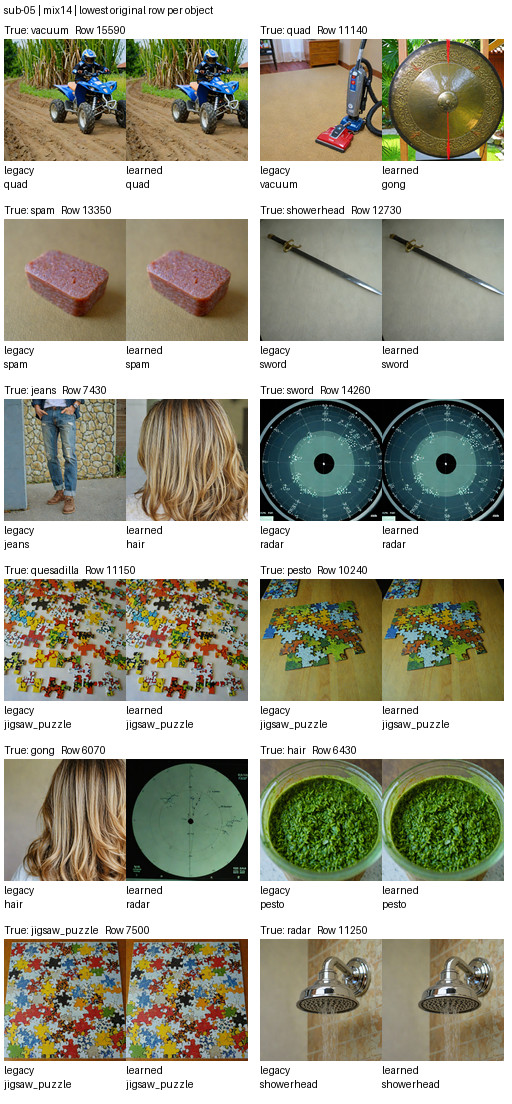 sub-05 | mix14 | lowest original row per object
True: vacuum Row 15590
True: quad Row 11140
legacy
quad
learned
quad
legacy
vacuum
learned
gong
True: spam Row 13350
True: showerhead Row 12730
legacy
spam
learned
spam
legacy
sword
learned
sword
True: jeans Row 7430
True: sword Row 14260
legacy
jeans
learned
hair
legacy
radar
learned
radar
True: quesadilla Row 11150
True: pesto Row 10240
legacy
jigsaw_puzzle
learned
jigsaw_puzzle
legacy
jigsaw_puzzle
learned
jigsaw_puzzle
True: gong Row 6070
True: hair Row 6430
legacy
hair
learned
radar
legacy
pesto
learned
pesto
True: jigsaw_puzzle Row 7500
True: radar Row 11250
legacy
jigsaw_puzzle
learned
jigsaw_puzzle
legacy
showerhead
learned
showerhead